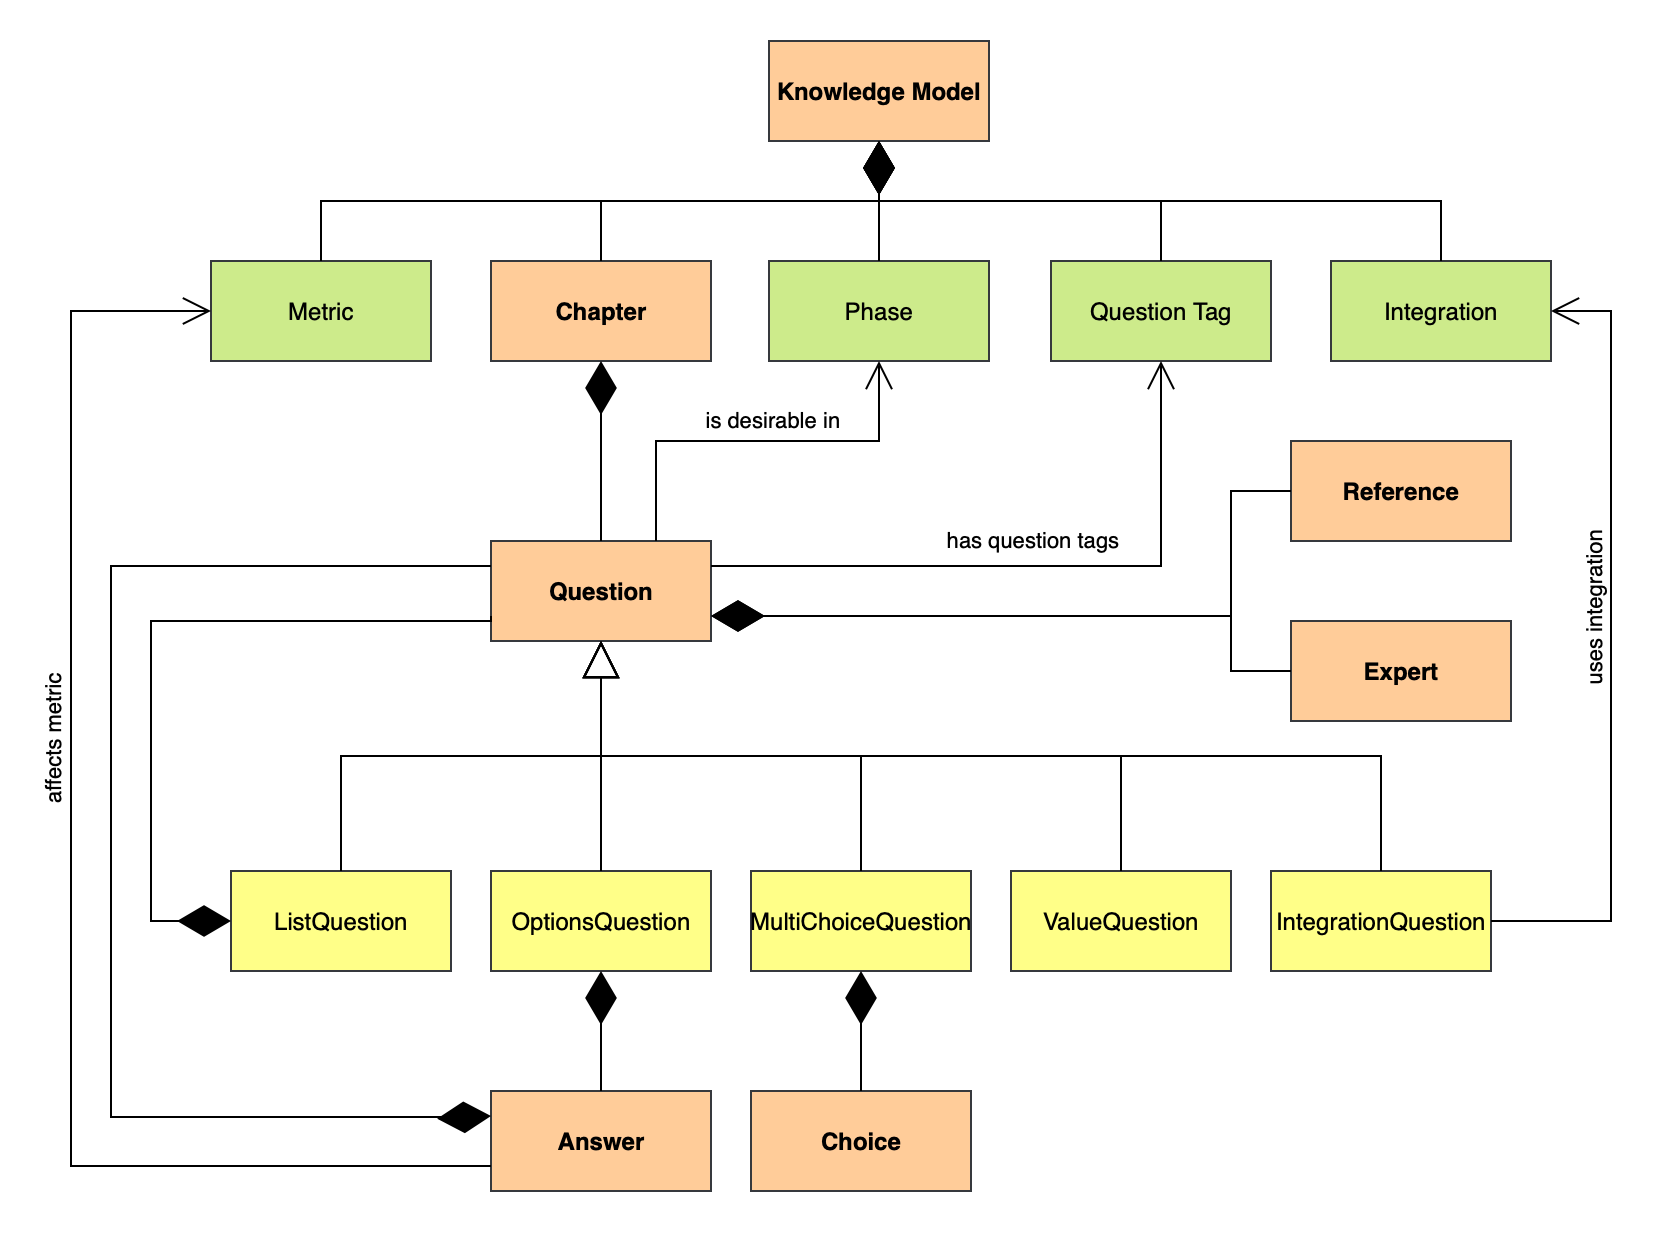 Knowledge Model
Metric
Chapter
Phase
Question Tag
Integration
is desirable in
Reference
has question tags
Question
uses integration
Expert
affects metric
ListQuestion
OptionsQuestion
MultiChoiceQuestion
ValueQuestion
IntegrationQuestion
Answer
Choice